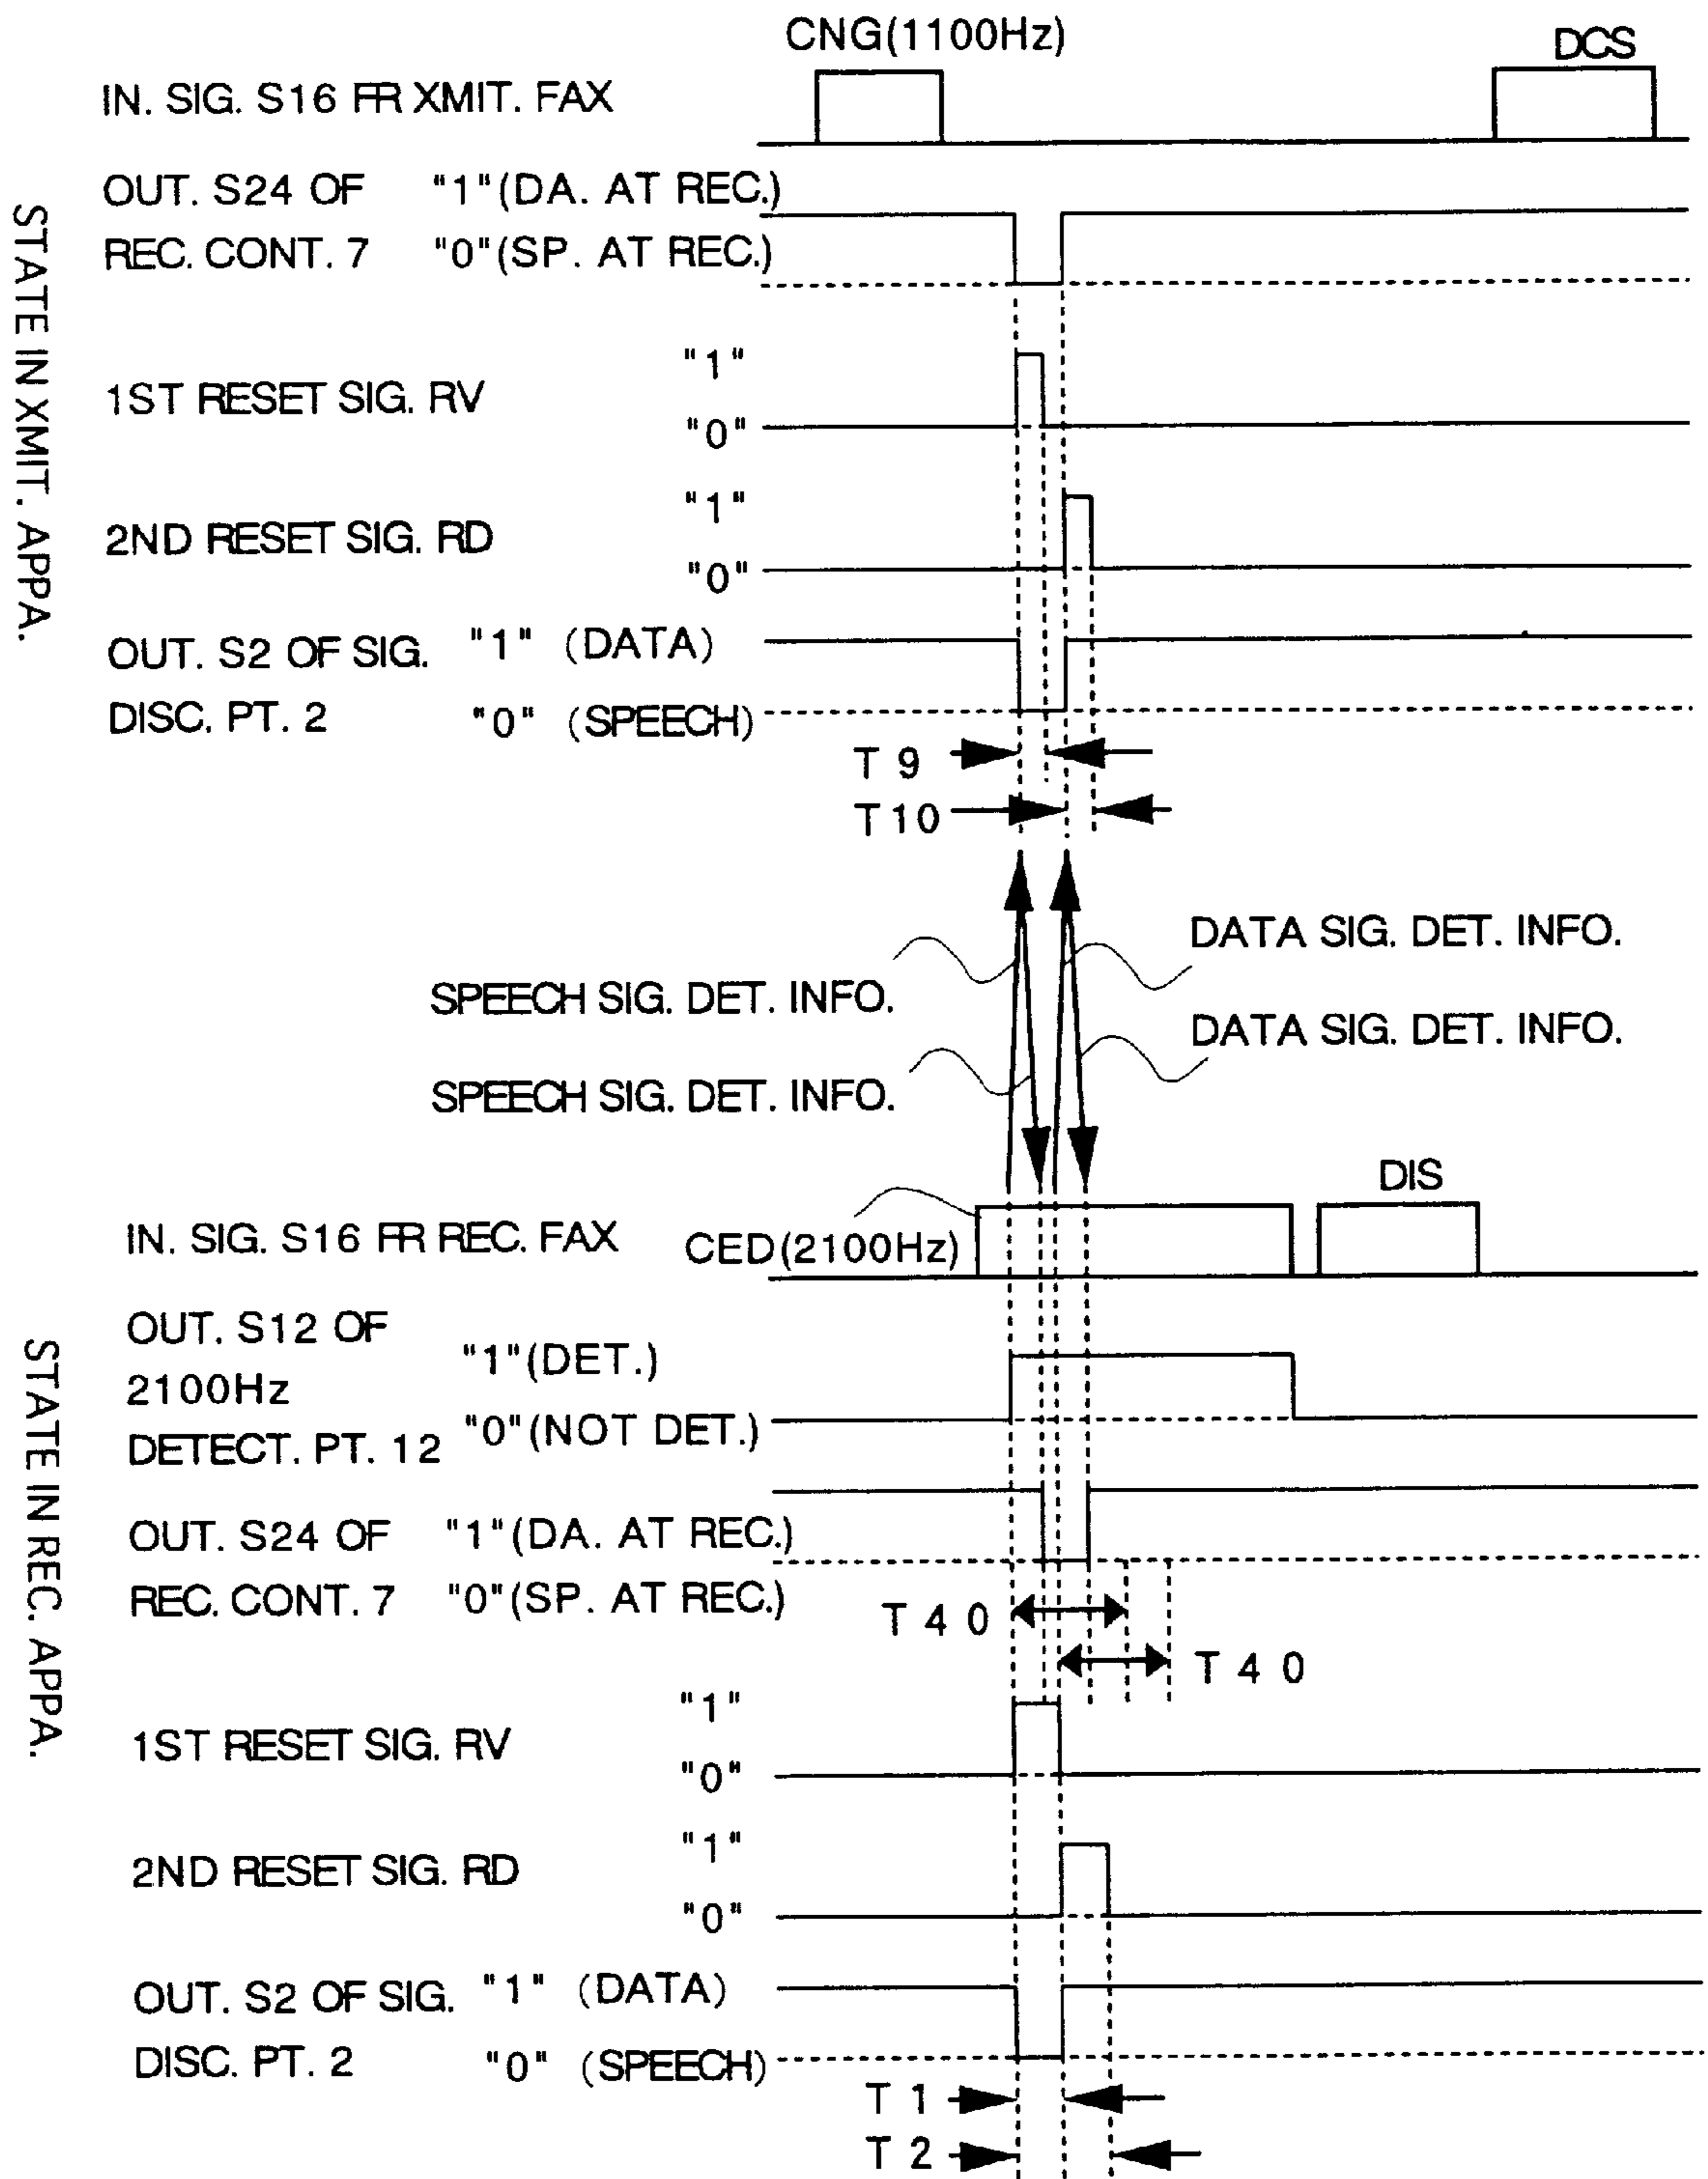 CNG(1100Hz)
DCS
IN. SIG. S16 FR XMIT. FAX
STATE IN XMIT. APPA.
OUT. S24 OF "1"(DA. AT REC.)
REC. CONT. 7 "0"(SP. AT REC.)
"1"
1ST RESET SIG. RV
"0"
"1"
2ND RESET SIG. RD
"0"
OUT. S2 OF SIG. "1" (DATA)
DISC. PT. 2 "0" (SPEECH)
T 9
T 10
DATA SIG. DET. INFO.
SPEECH SIG. DET. INFO.
DATA SIG. DET. INFO.
SPEECH SIG. DET. INFO.
DIS
IN. SIG. S16 FR REC. FAX CED(2100Hz)
STATE IN REC. APPA.
OUT. S12 OF
"1"(DET.)
2100Hz
"0"(NOT DET.)
DETECT. PT. 12
OUT. S24 OF "1"(DA. AT REC.)
REC. CONT. 7 "0"(SP. AT REC.)
T 4 0
T 4 0
"1"
1ST RESET SIG. RV
"0"
"1"
2ND RESET SIG. RD
"0"
OUT. S2 OF SIG. "1" (DATA)
DISC. PT. 2 "0" (SPEECH)
T 1
T 2